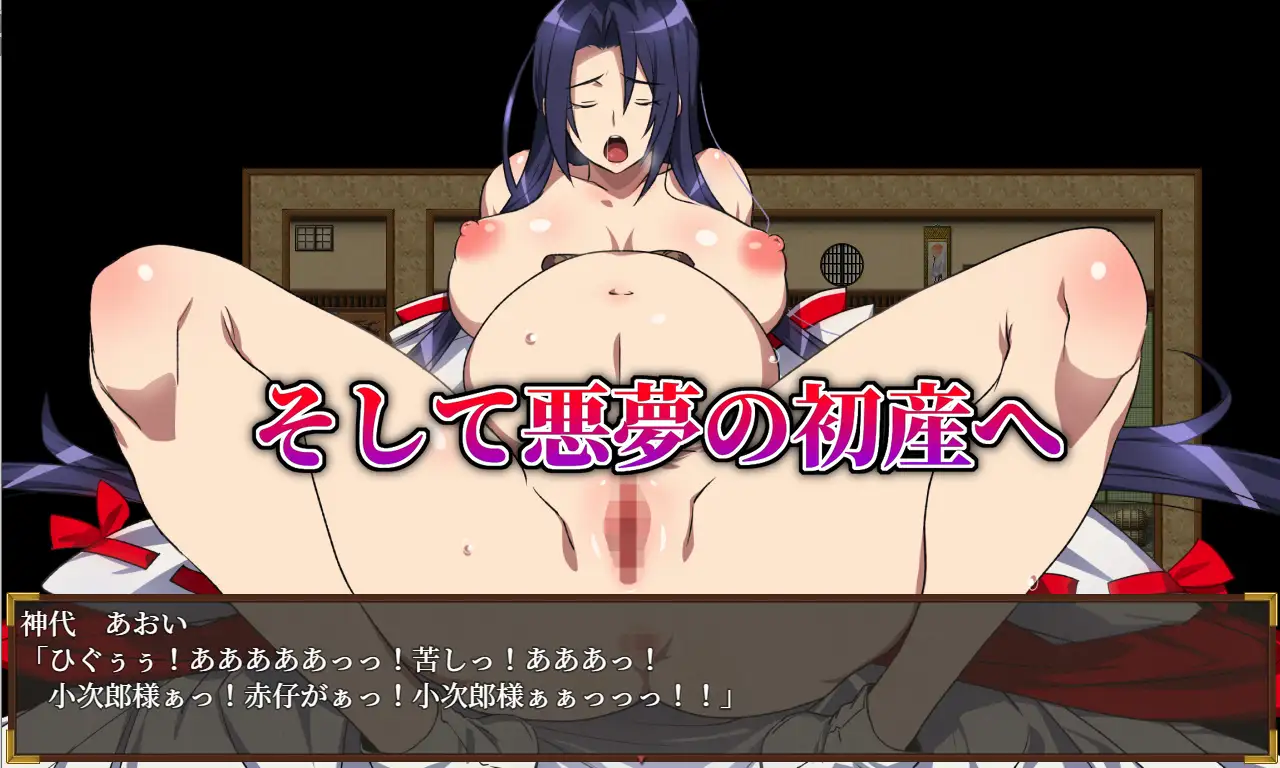 そして悪夢の初産へ
神代　あおい
「ひぐぅぅ！あああああっっ！苦しっ！あああっ！
小次郎様ぁっ！赤仔がぁっ！小次郎様ぁぁっっっ！！」